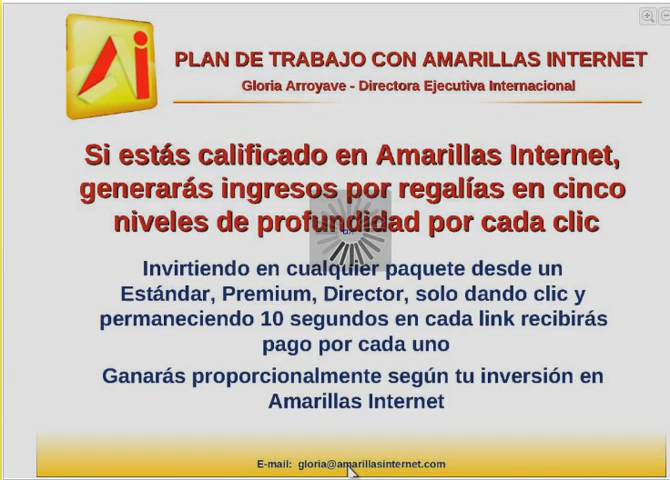 Ai
PLAN DE TRABAJO CON AMARILLAS INTERNET
Gloria Arroyave - Directora Ejecutiva Internacional
Si estás calificado en Amarillas Internet,
generarás ingresos por regalías en cinco
niveles de profundidad por cada clic
Invirtiendo en cualquier paquete desde un
Estándar, Premium, Director, solo dando clic y
permaneciendo 10 segundos en cada link recibirás
pago por cada uno
Ganarás proporcionalmente según tu inversión en
Amarillas Internet
E-mail: gloria@amarillasinternet.com